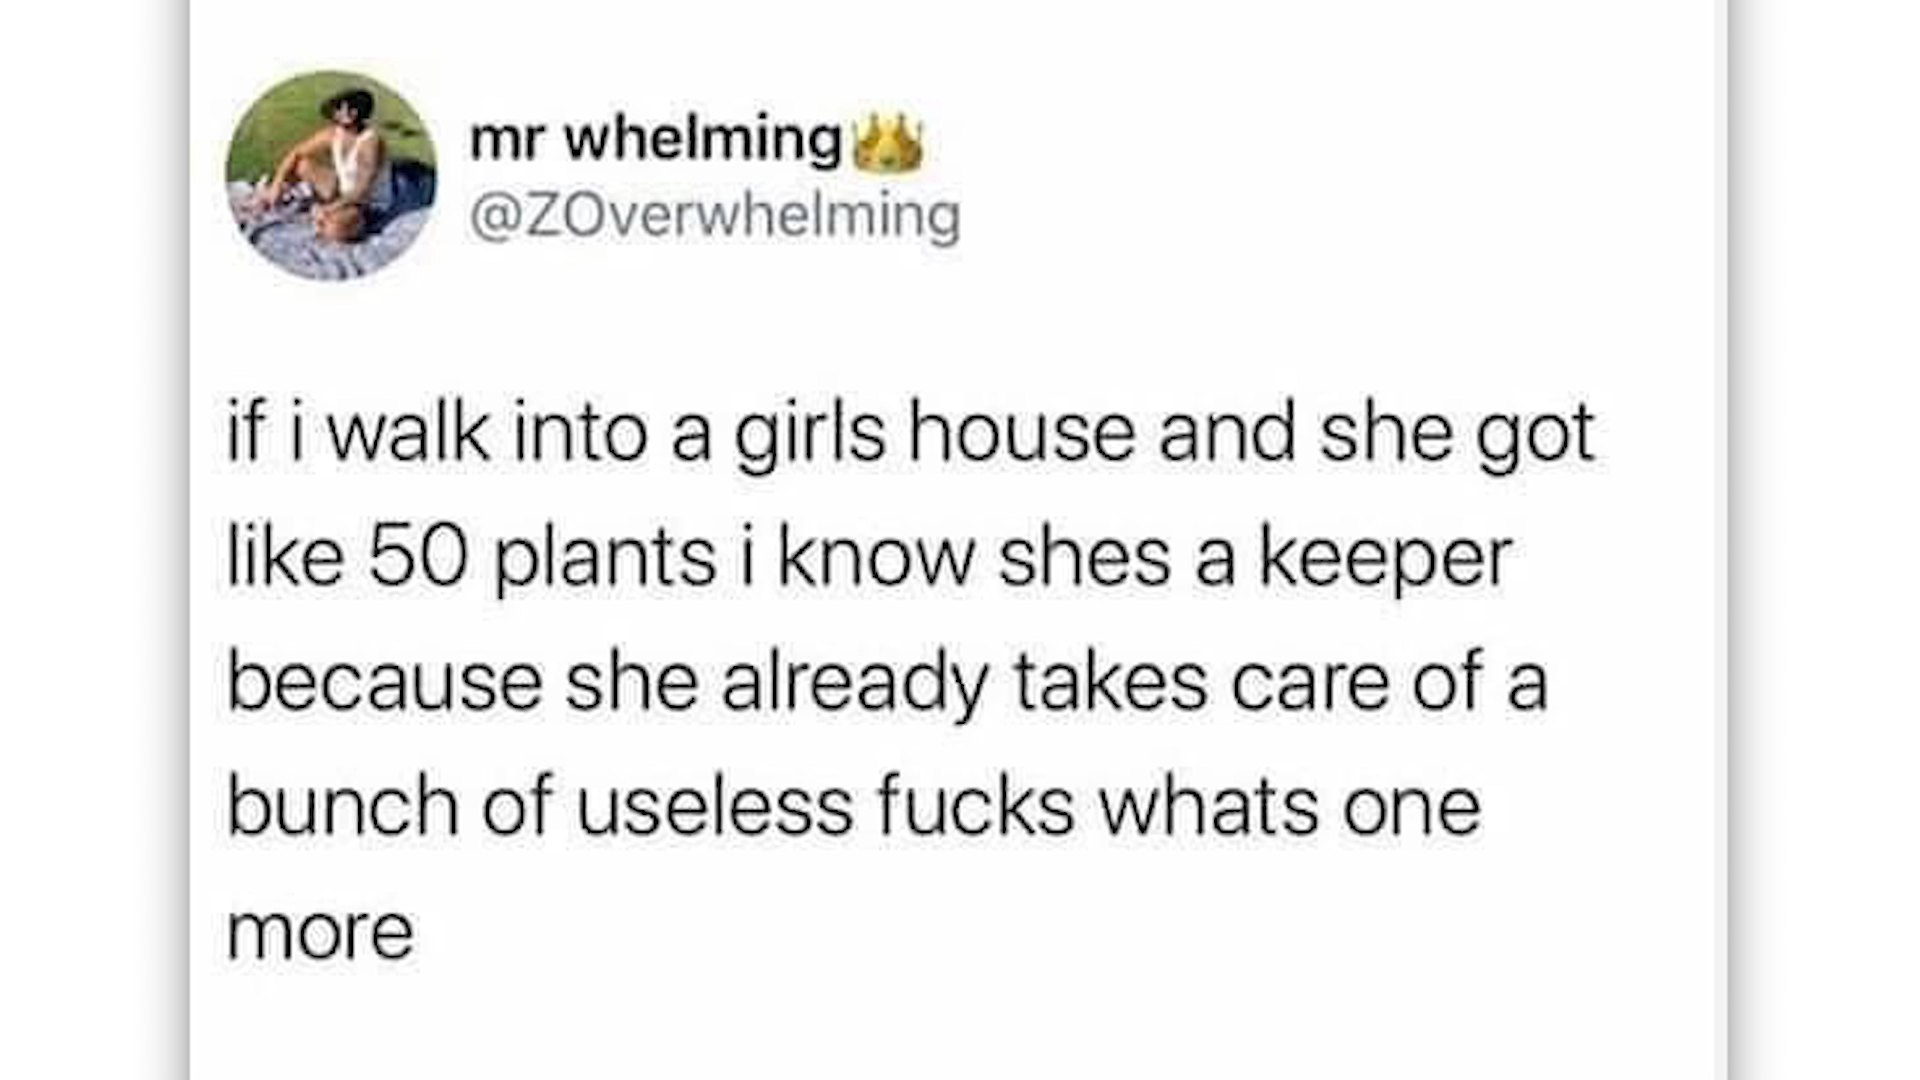 mr whelming👑
@ZOverwhelming
if i walk into a girls house and she got
like 50 plants i know shes a keeper
because she already takes care of a
bunch of useless fucks whats one
more